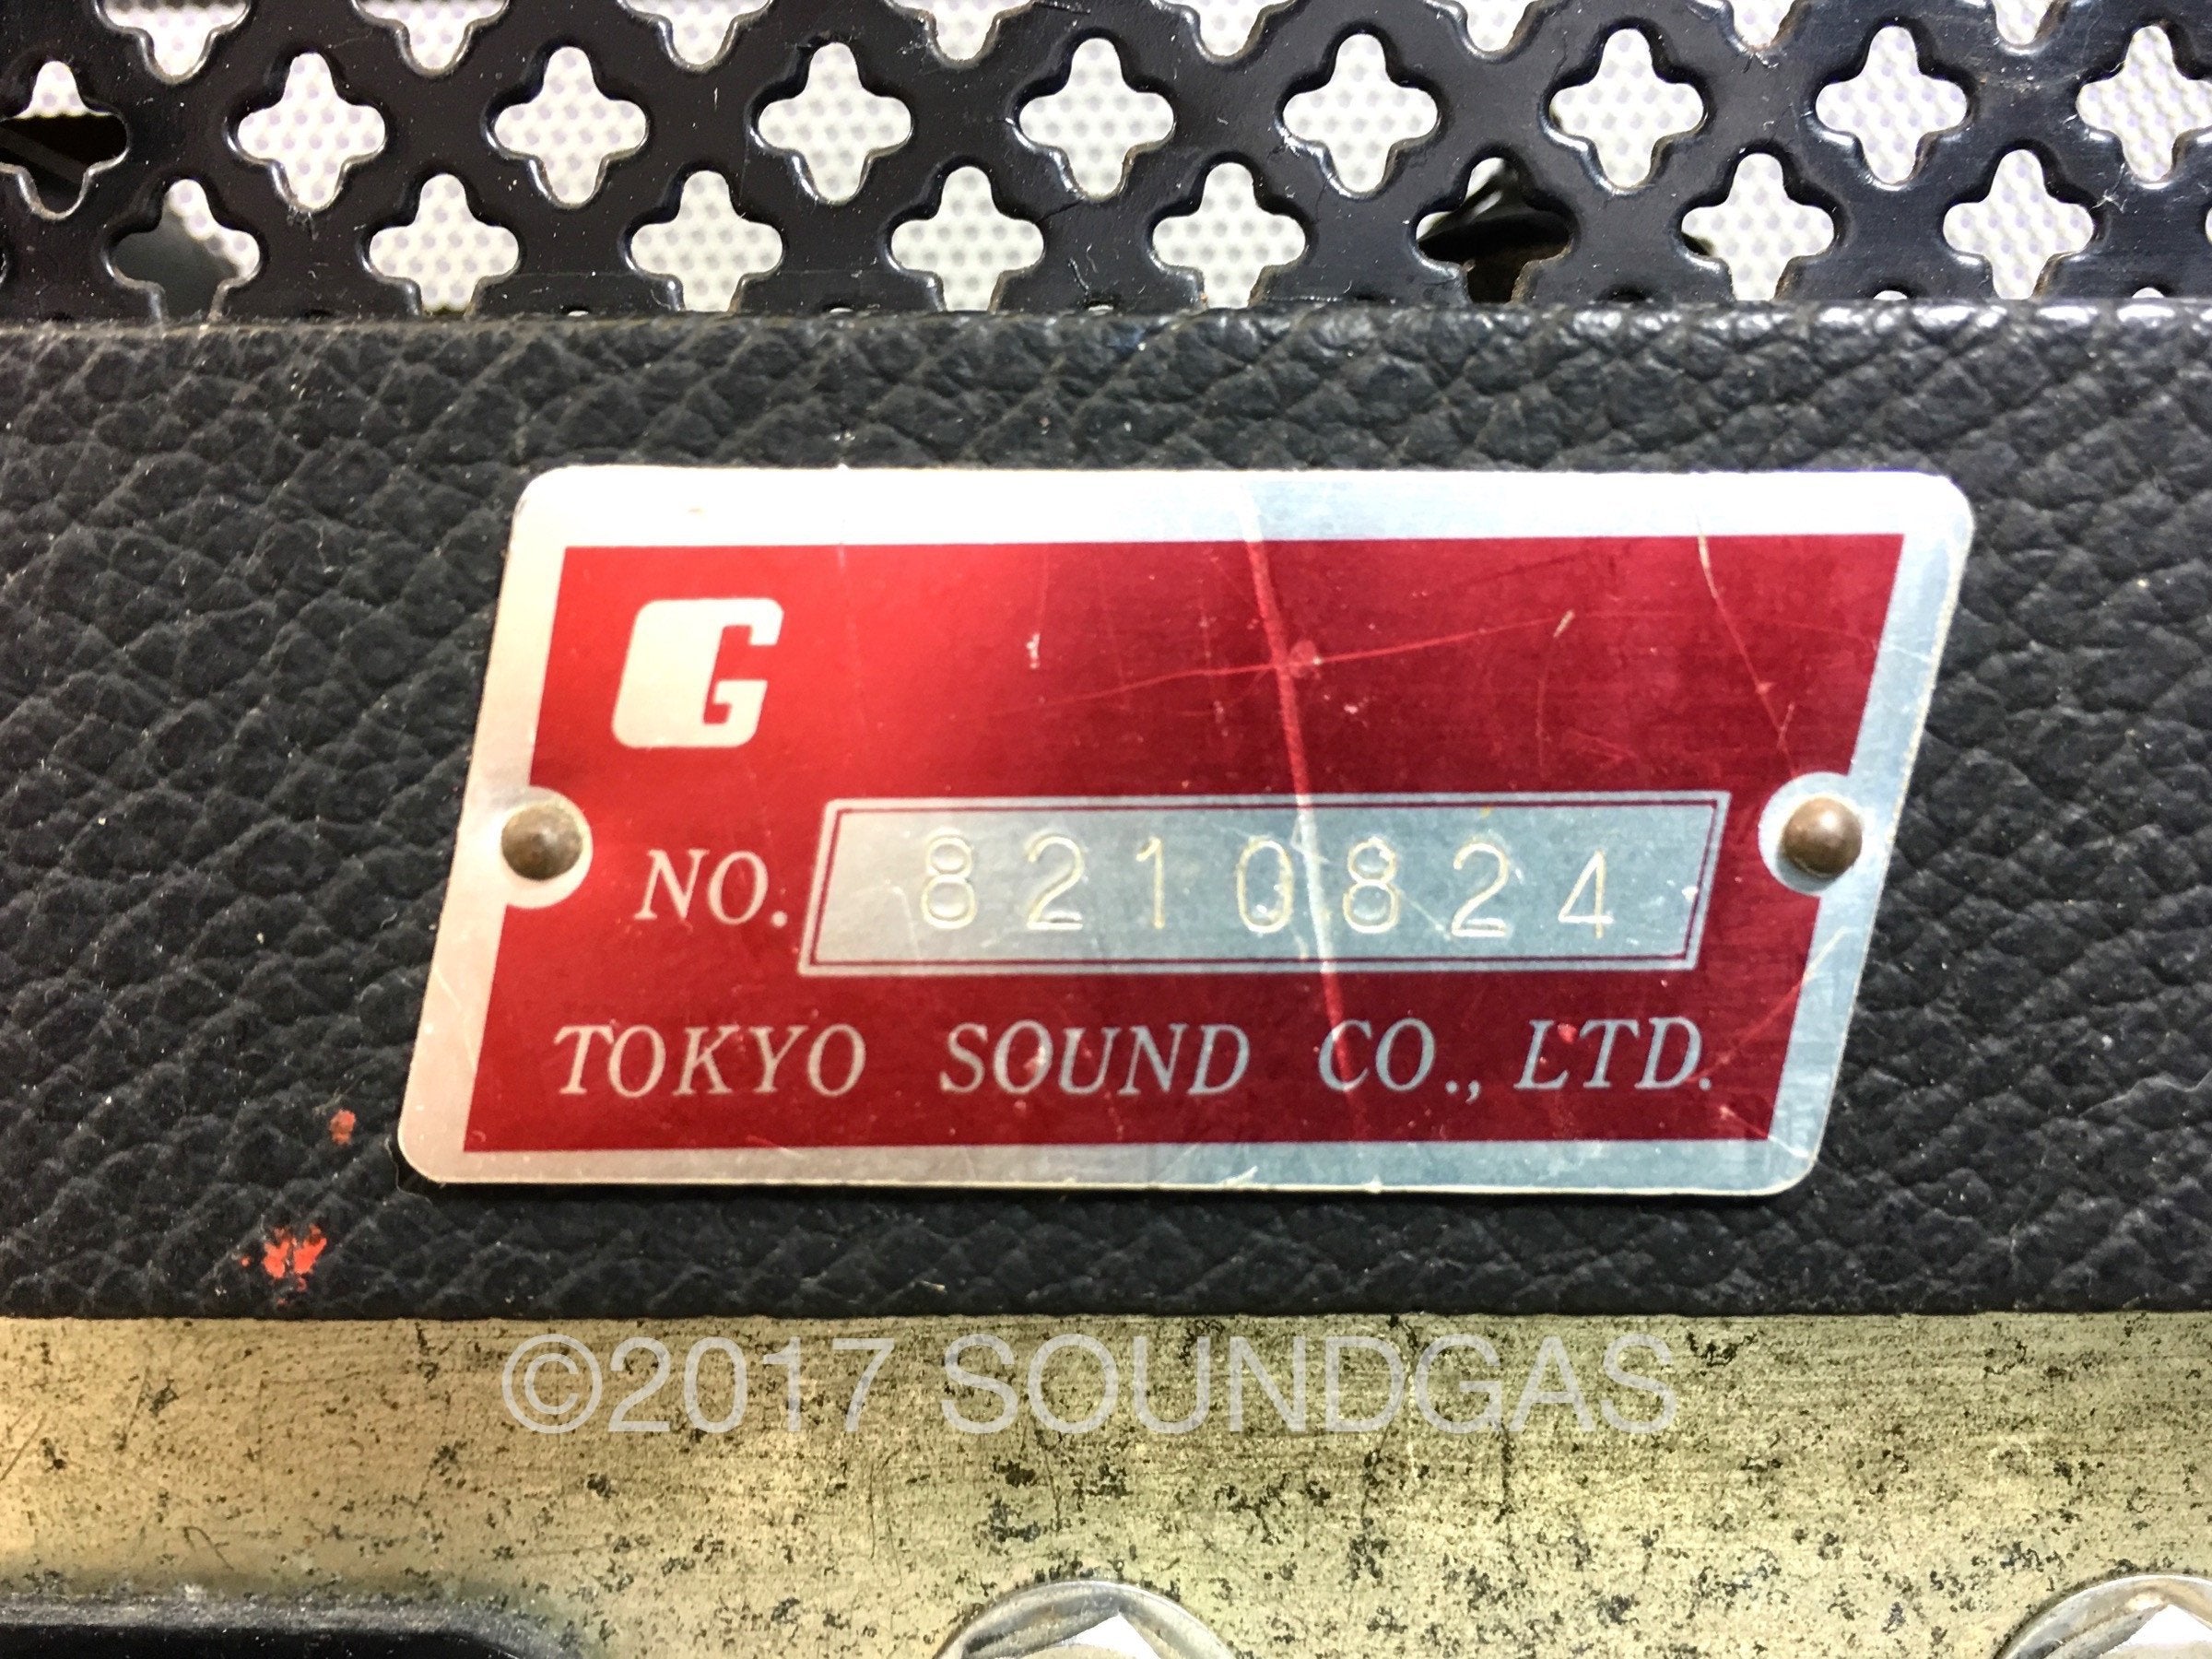 G
NO. 8210824
TOKYO SOUND CO., LTD.
©2017 SOUNDGAS